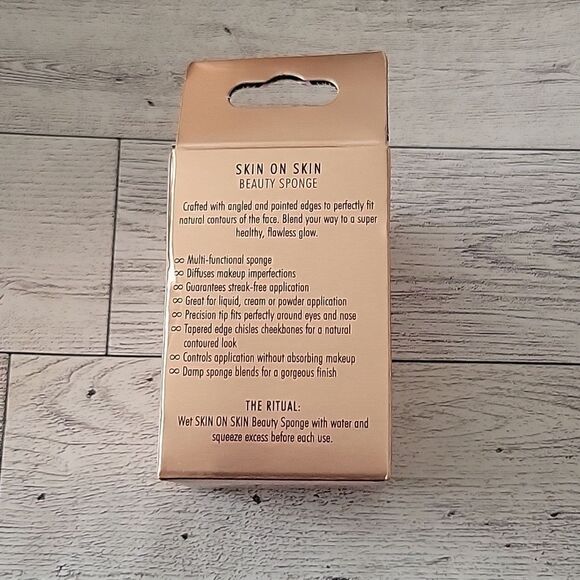 SKIN ON SKIN
BEAUTY SPONGE
Crafted with angled and pointed edges to perfectly fit
natural contours of the face. Blend your way to a super
healthy, flawless glow.
∞ Multi-functional sponge
∞ Diffuses makeup imperfections
∞ Guarantees streak-free application
∞ Great for liquid, cream or powder application
∞ Precision tip fits perfectly around eyes and nose
∞ Tapered edge chisles cheekbones for a natural
contoured look
∞ Controls application without absorbing makeup
∞ Damp sponge blends for a gorgeous finish
THE RITUAL:
Wet SKIN ON SKIN Beauty Sponge with water and
squeeze excess before each use.